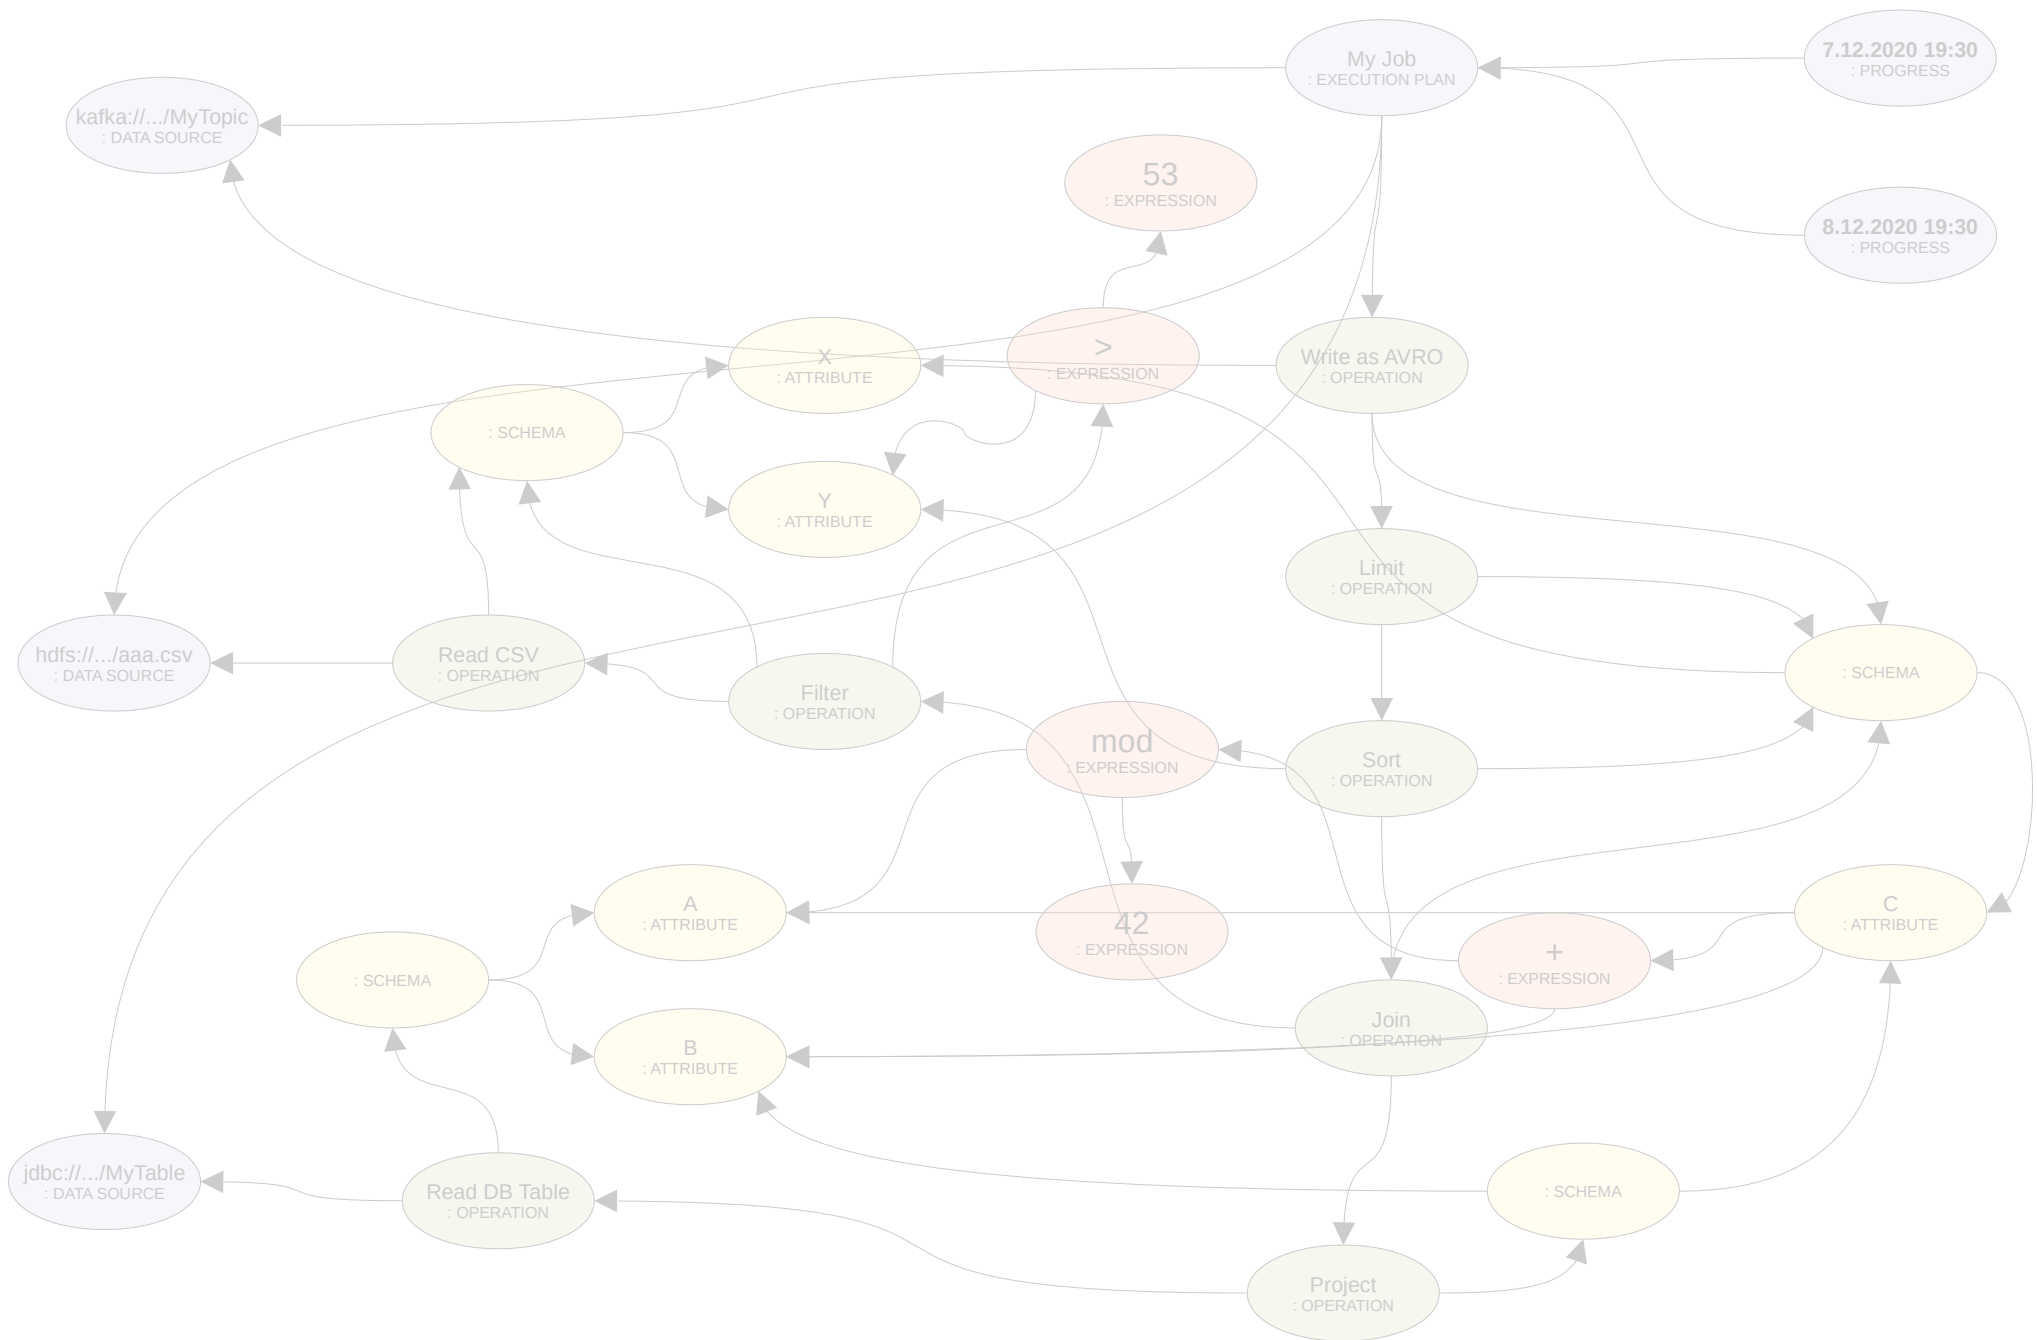 My Job
: EXECUTION PLAN
7.12.2020 19:30
: PROGRESS
kafka://.../MyTopic
: DATA SOURCE
53
: EXPRESSION
8.12.2020 19:30
: PROGRESS
X
: ATTRIBUTE
>
: EXPRESSION
Write as AVRO
: OPERATION
: SCHEMA
Y
: ATTRIBUTE
Limit
: OPERATION
hdfs://.../aaa.csv
: DATA SOURCE
Read CSV
: OPERATION
Filter
: OPERATION
: SCHEMA
mod
: EXPRESSION
Sort
: OPERATION
A
: ATTRIBUTE
42
: EXPRESSION
C
: ATTRIBUTE
+
: EXPRESSION
: SCHEMA
B
: ATTRIBUTE
Join
: OPERATION
jdbc://.../MyTable
: DATA SOURCE
Read DB Table
: OPERATION
: SCHEMA
Project
: OPERATION